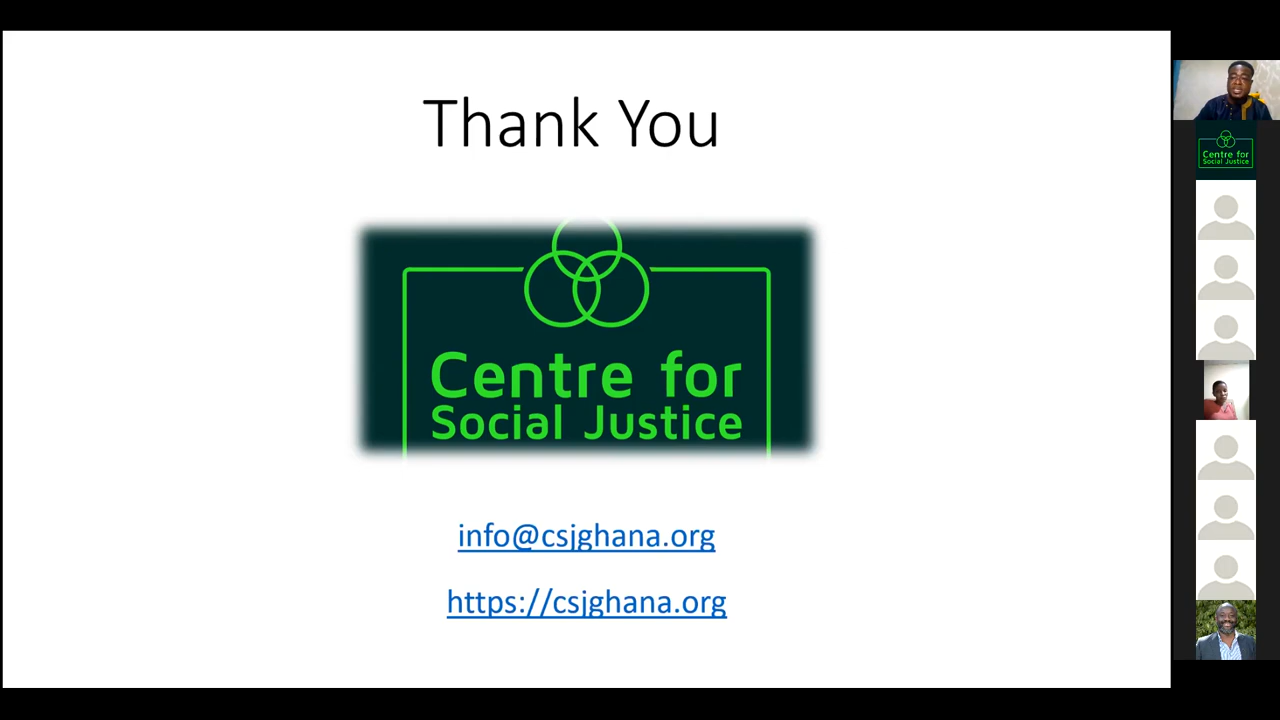 Thank You
Centre for
Social Justice
info@csjghana.org
https://csjghana.org
Centre for
Social Justice